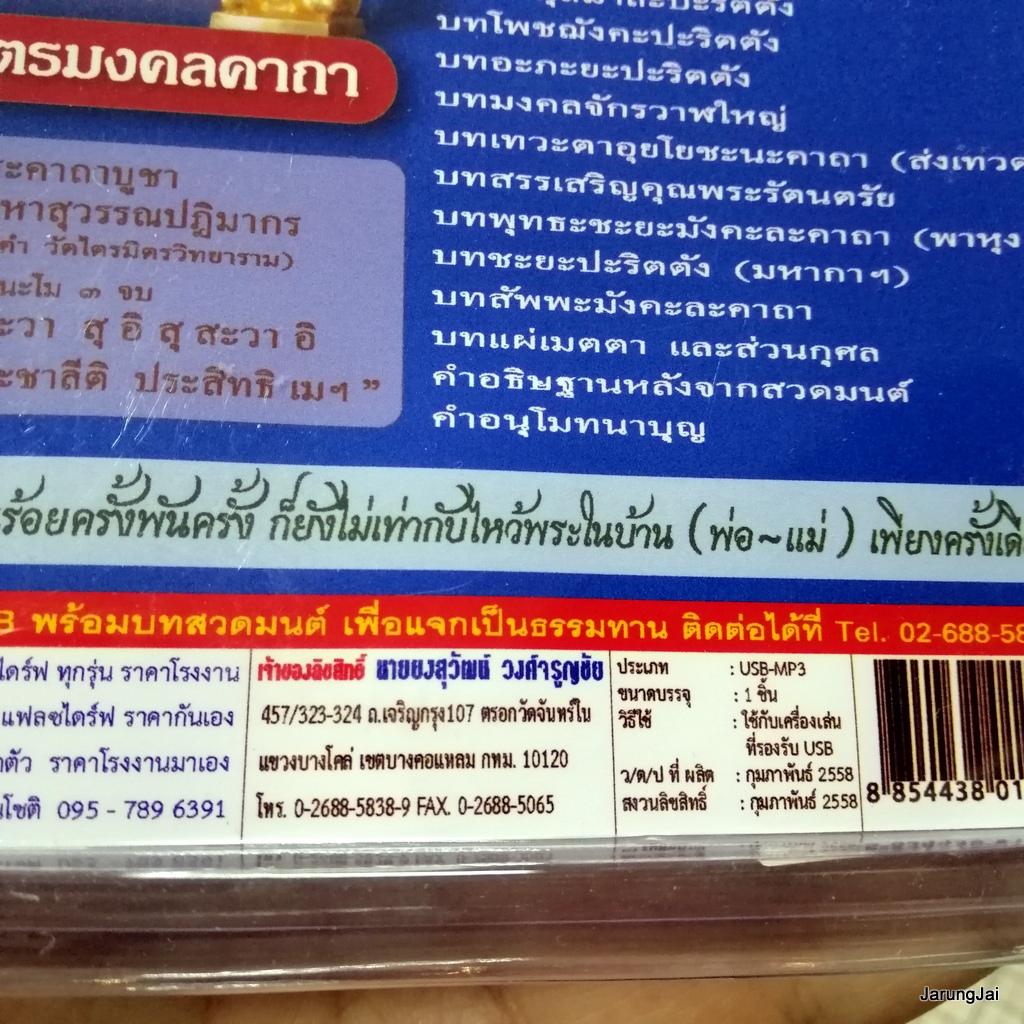 ตรมงคลคาถา
ะคาถาบูชา
หาสุวรรณปฏิมากร
คำ วัดไตรมิตรวิทยาราม)
นะโม ๓ จบ
ะวา สุ อิ สุ สะวา อิ
ะชาลีติ ประสิทธิ เมฯ ”
บทโพชฌังคะปะริตตัง
บทอะภะยะปะริตตัง
บทมงคลจักรวาฬใหญ่
บทเทวะตาอุยโยชะนะคาถา (ส่งเทวด
บทสรรเสริญคุณพระรัตนตรัย
บทพุทธะชะยะมังคะละคาถา (พาหุง
บทชะยะปะริตตัง (มหากาฯ)
บทสัพพะมังคะละคาถา
บทแผ่เมตตา และส่วนกุศล
คำอธิษฐานหลังจากสวดมนต์
คำอนุโมทนาบุญ
ร้อยครั้งพันครั้ง ก็ยังไม่เท่ากับไหว้พระในบ้าน (พ่อ~แม่) เพียงครั้งเดี
B พร้อมบทสวดมนต์ เพื่อแจกเป็นธรรมทาน ติดต่อได้ที่ Tel. 02-688-58
ไดร์ฟ ทุกรุ่น ราคาโรงงาน
แฟลชไดร์ฟ ราคากันเอง
ตัว ราคาโรงงานมาเอง
โชติ 095 - 789 6391
เจ้าของลิขสิทธิ์ นายยงสุวัฒน์ วงศ์จรูญชัย
457/323-324 ถ.เจริญกรุง107 ตรอกวัดจันทร์ใน
แขวงบางโคล่ เขตบางคอแหลม กทม. 10120
โทร. 0-2688-5838-9 FAX. 0-2688-5065
ประเภท : USB-MP3
ขนาดบรรจุ : 1 ชิ้น
วิธีใช้ : ใช้กับเครื่องเล่น
ที่รองรับ USB
ว/ด/ป ที่ ผลิต : กุมภาพันธ์ 2558
สงวนลิขสิทธิ์ : กุมภาพันธ์ 2558
8 854438 01
JarungJai